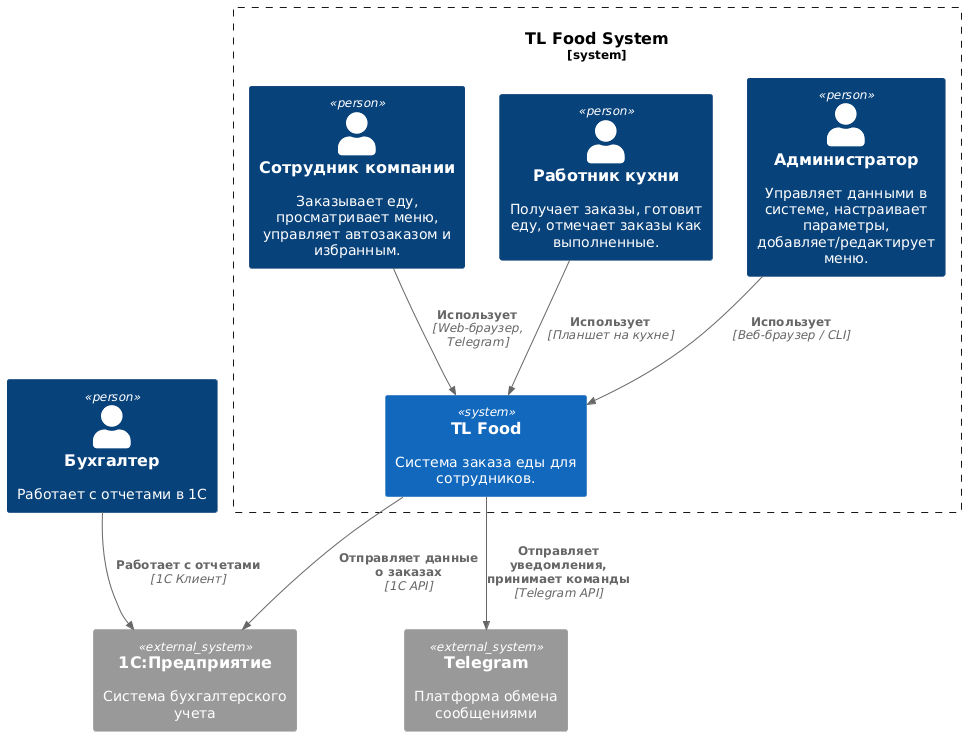 TL Food System
[system]
«person»
Сотрудник компании
Заказывает еду,
просматривает меню,
управляет автозаказом и
избранным.
«person»
Работник кухни
Получает заказы, готовит
еду, отмечает заказы как
выполненные.
«person»
Администратор
Управляет данными в
системе, настраивает
параметры,
добавляет/редактирует
меню.
Использует
[Web-браузер,
Telegram]
Использует
[Планшет на кухне]
Использует
[Веб-браузер / CLI]
«person»
Бухгалтер
Работает с отчетами в 1С
«system»
TL Food
Система заказа еды для
сотрудников.
Работает с отчетами
[1С Клиент]
Отправляет данные
о заказах
[1C API]
Отправляет
уведомления,
принимает команды
[Telegram API]
«external_system»
1С:Предприятие
Система бухгалтерского
учета
«external_system»
Telegram
Платформа обмена
сообщениями